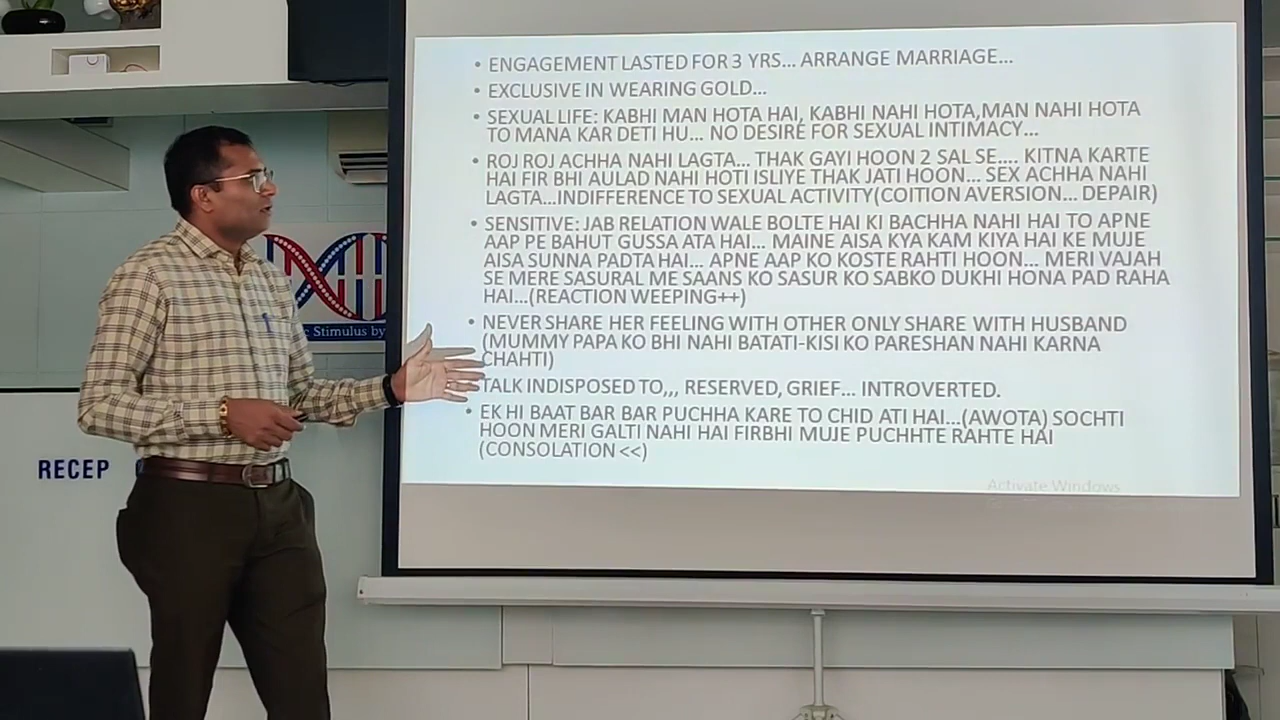 • ENGAGEMENT LASTED FOR 3 YRS... ARRANGE MARRIAGE...
• EXCLUSIVE IN WEARING GOLD...
• SEXUAL LIFE: KABHI MAN HOTA HAI, KABHI NAHI HOTA,MAN NAHI HOTA
TO MANA KAR DETI HU... NO DESIRE FOR SEXUAL INTIMACY...
• ROJ ROJ ACHHA NAHI LAGTA... THAK GAYI HOON 2 SAL SE.... KITNA KARTE
HAI FIR BHI AULAD NAHI HOTI ISLIYE THAK JATI HOON... SEX ACHHA NAHI
LAGTA...INDIFFERENCE TO SEXUAL ACTIVITY(COITION AVERSION... DEPAIR)
• SENSITIVE: JAB RELATION WALE BOLTE HAI KI BACHHA NAHI HAI TO APNE
AAP PE BAHUT GUSSA ATA HAI... MAINE AISA KYA KAM KIYA HAI KE MUJE
AISA SUNNA PADTA HAI... APNE AAP KO KOSTE RAHTI HOON... MERI VAJAH
SE MERE SASURAL ME SAANS KO SASUR KO SABKO DUKHI HONA PAD RAHA
HAI...(REACTION WEEPING++)
• NEVER SHARE HER FEELING WITH OTHER ONLY SHARE WITH HUSBAND
(MUMMY PAPA KO BHI NAHI BATATI-KISI KO PARESHAN NAHI KARNA
CHAHTI)
TALK INDISPOSED TO,,, RESERVED, GRIEF... INTROVERTED.
• EK HI BAAT BAR BAR PUCHHA KARE TO CHID ATI HAI...(AWOTA) SOCHTI
HOON MERI GALTI NAHI HAI FIRBHI MUJE PUCHHTE RAHTE HAI
(CONSOLATION <<)
Activate Windows
Stimulus by
RECEP